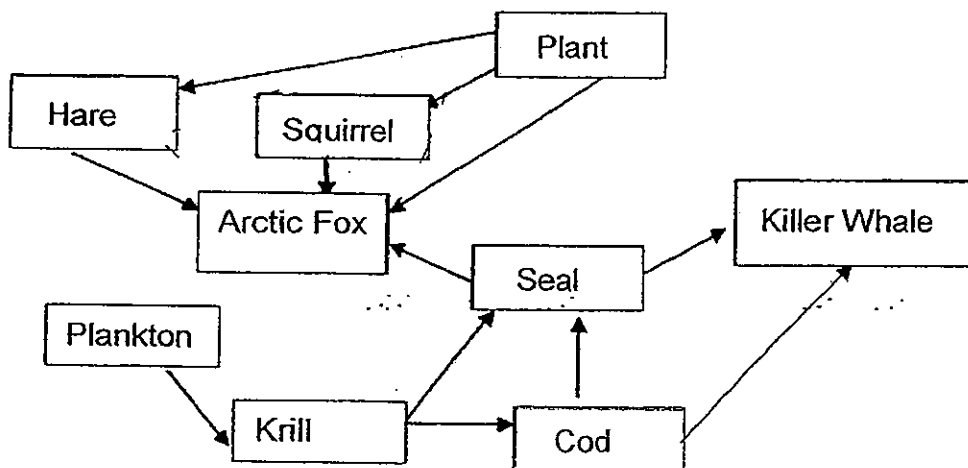 Plant
Hare
Squirrel
Arctic Fox
Killer Whale
Seal
Plankton
Krill
Cod